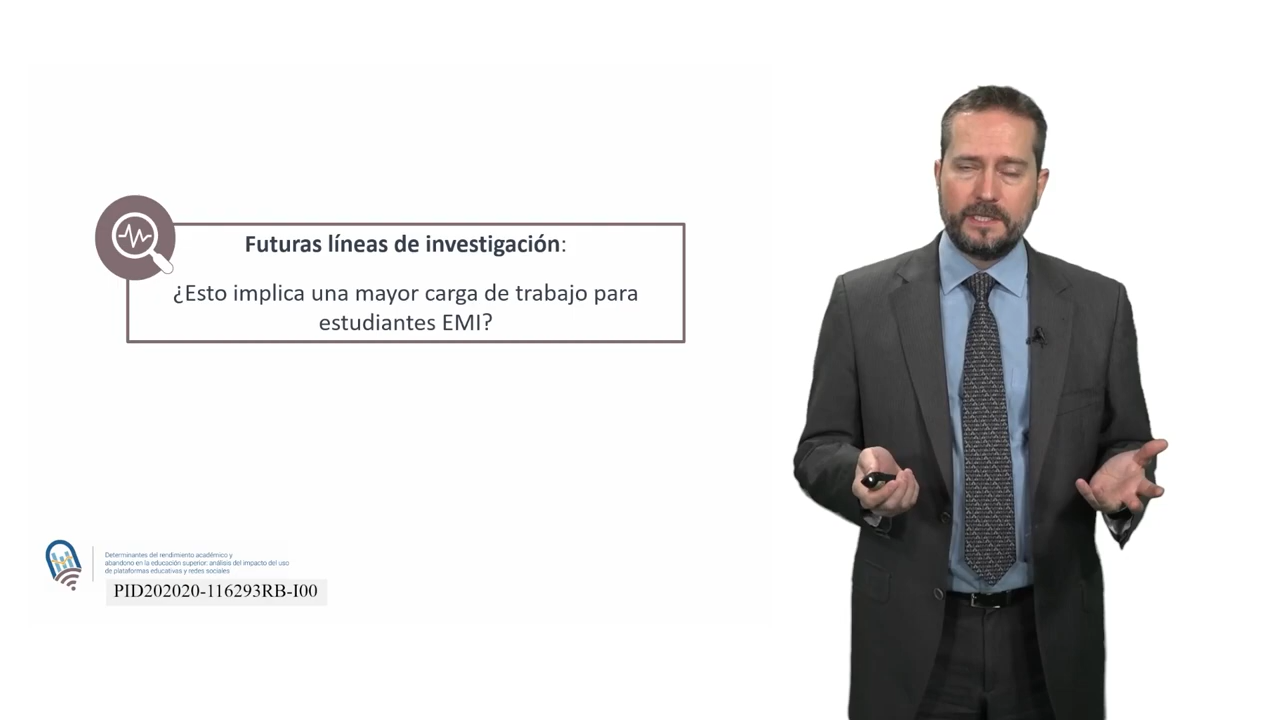 Futuras líneas de investigación:
¿Esto implica una mayor carga de trabajo para
estudiantes EMI?
Determinantes del rendimiento académico y
abandono en la educación superior: análisis del impacto del uso
de plataformas educativas y redes sociales
PID202020-116293RB-I00